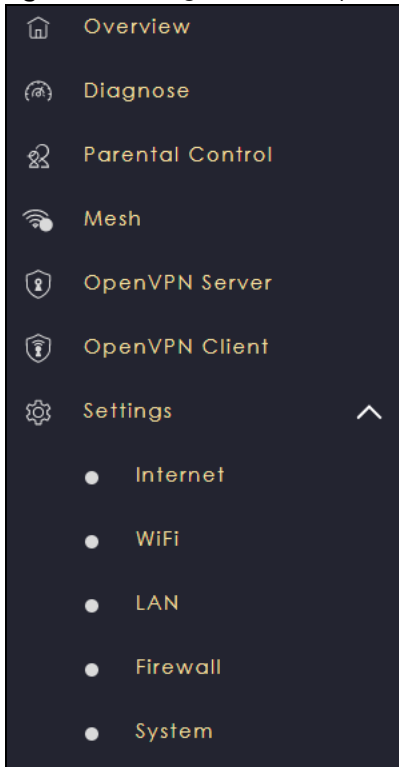 Overview
Diagnose
Parental Control
Mesh
OpenVPN Server
OpenVPN Client
Settings
Internet
WiFi
LAN
Firewall
System